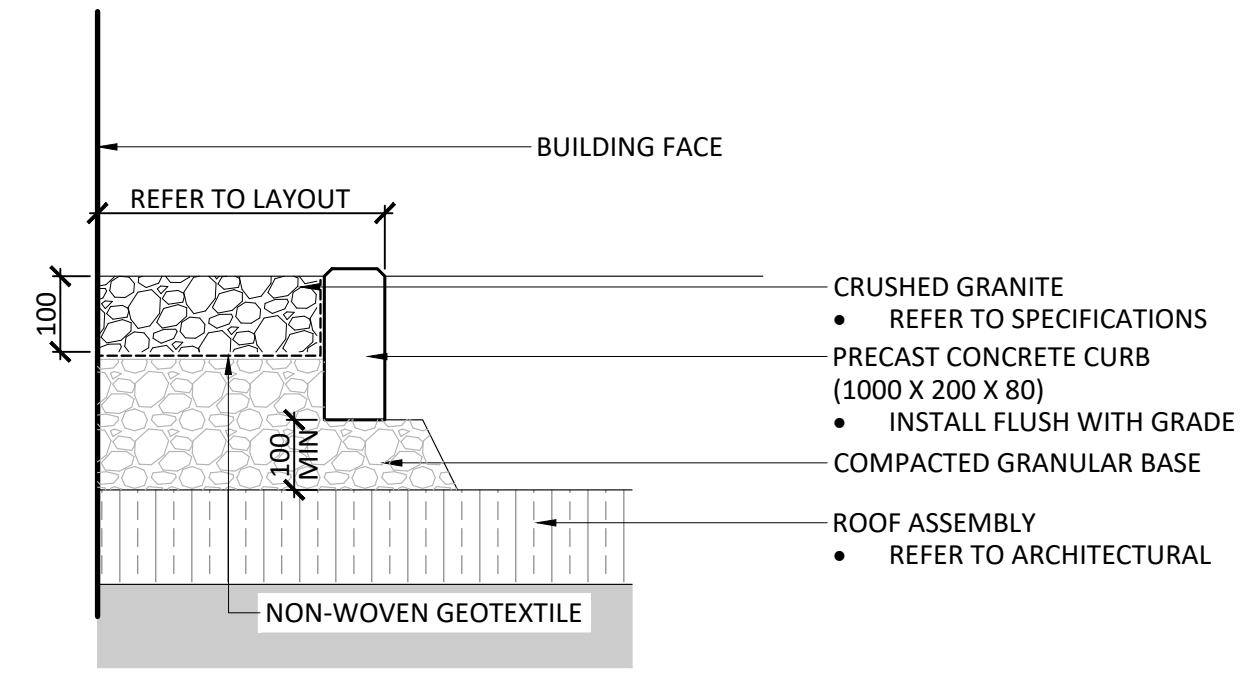 BUILDING FACE
REFER TO LAYOUT
100
CRUSHED GRANITE
• REFER TO SPECIFICATIONS
PRECAST CONCRETE CURB
(1000 X 200 X 80)
• INSTALL FLUSH WITH GRADE
100
MIN
COMPACTED GRANULAR BASE
ROOF ASSEMBLY
• REFER TO ARCHITECTURAL
NON-WOVEN GEOTEXTILE